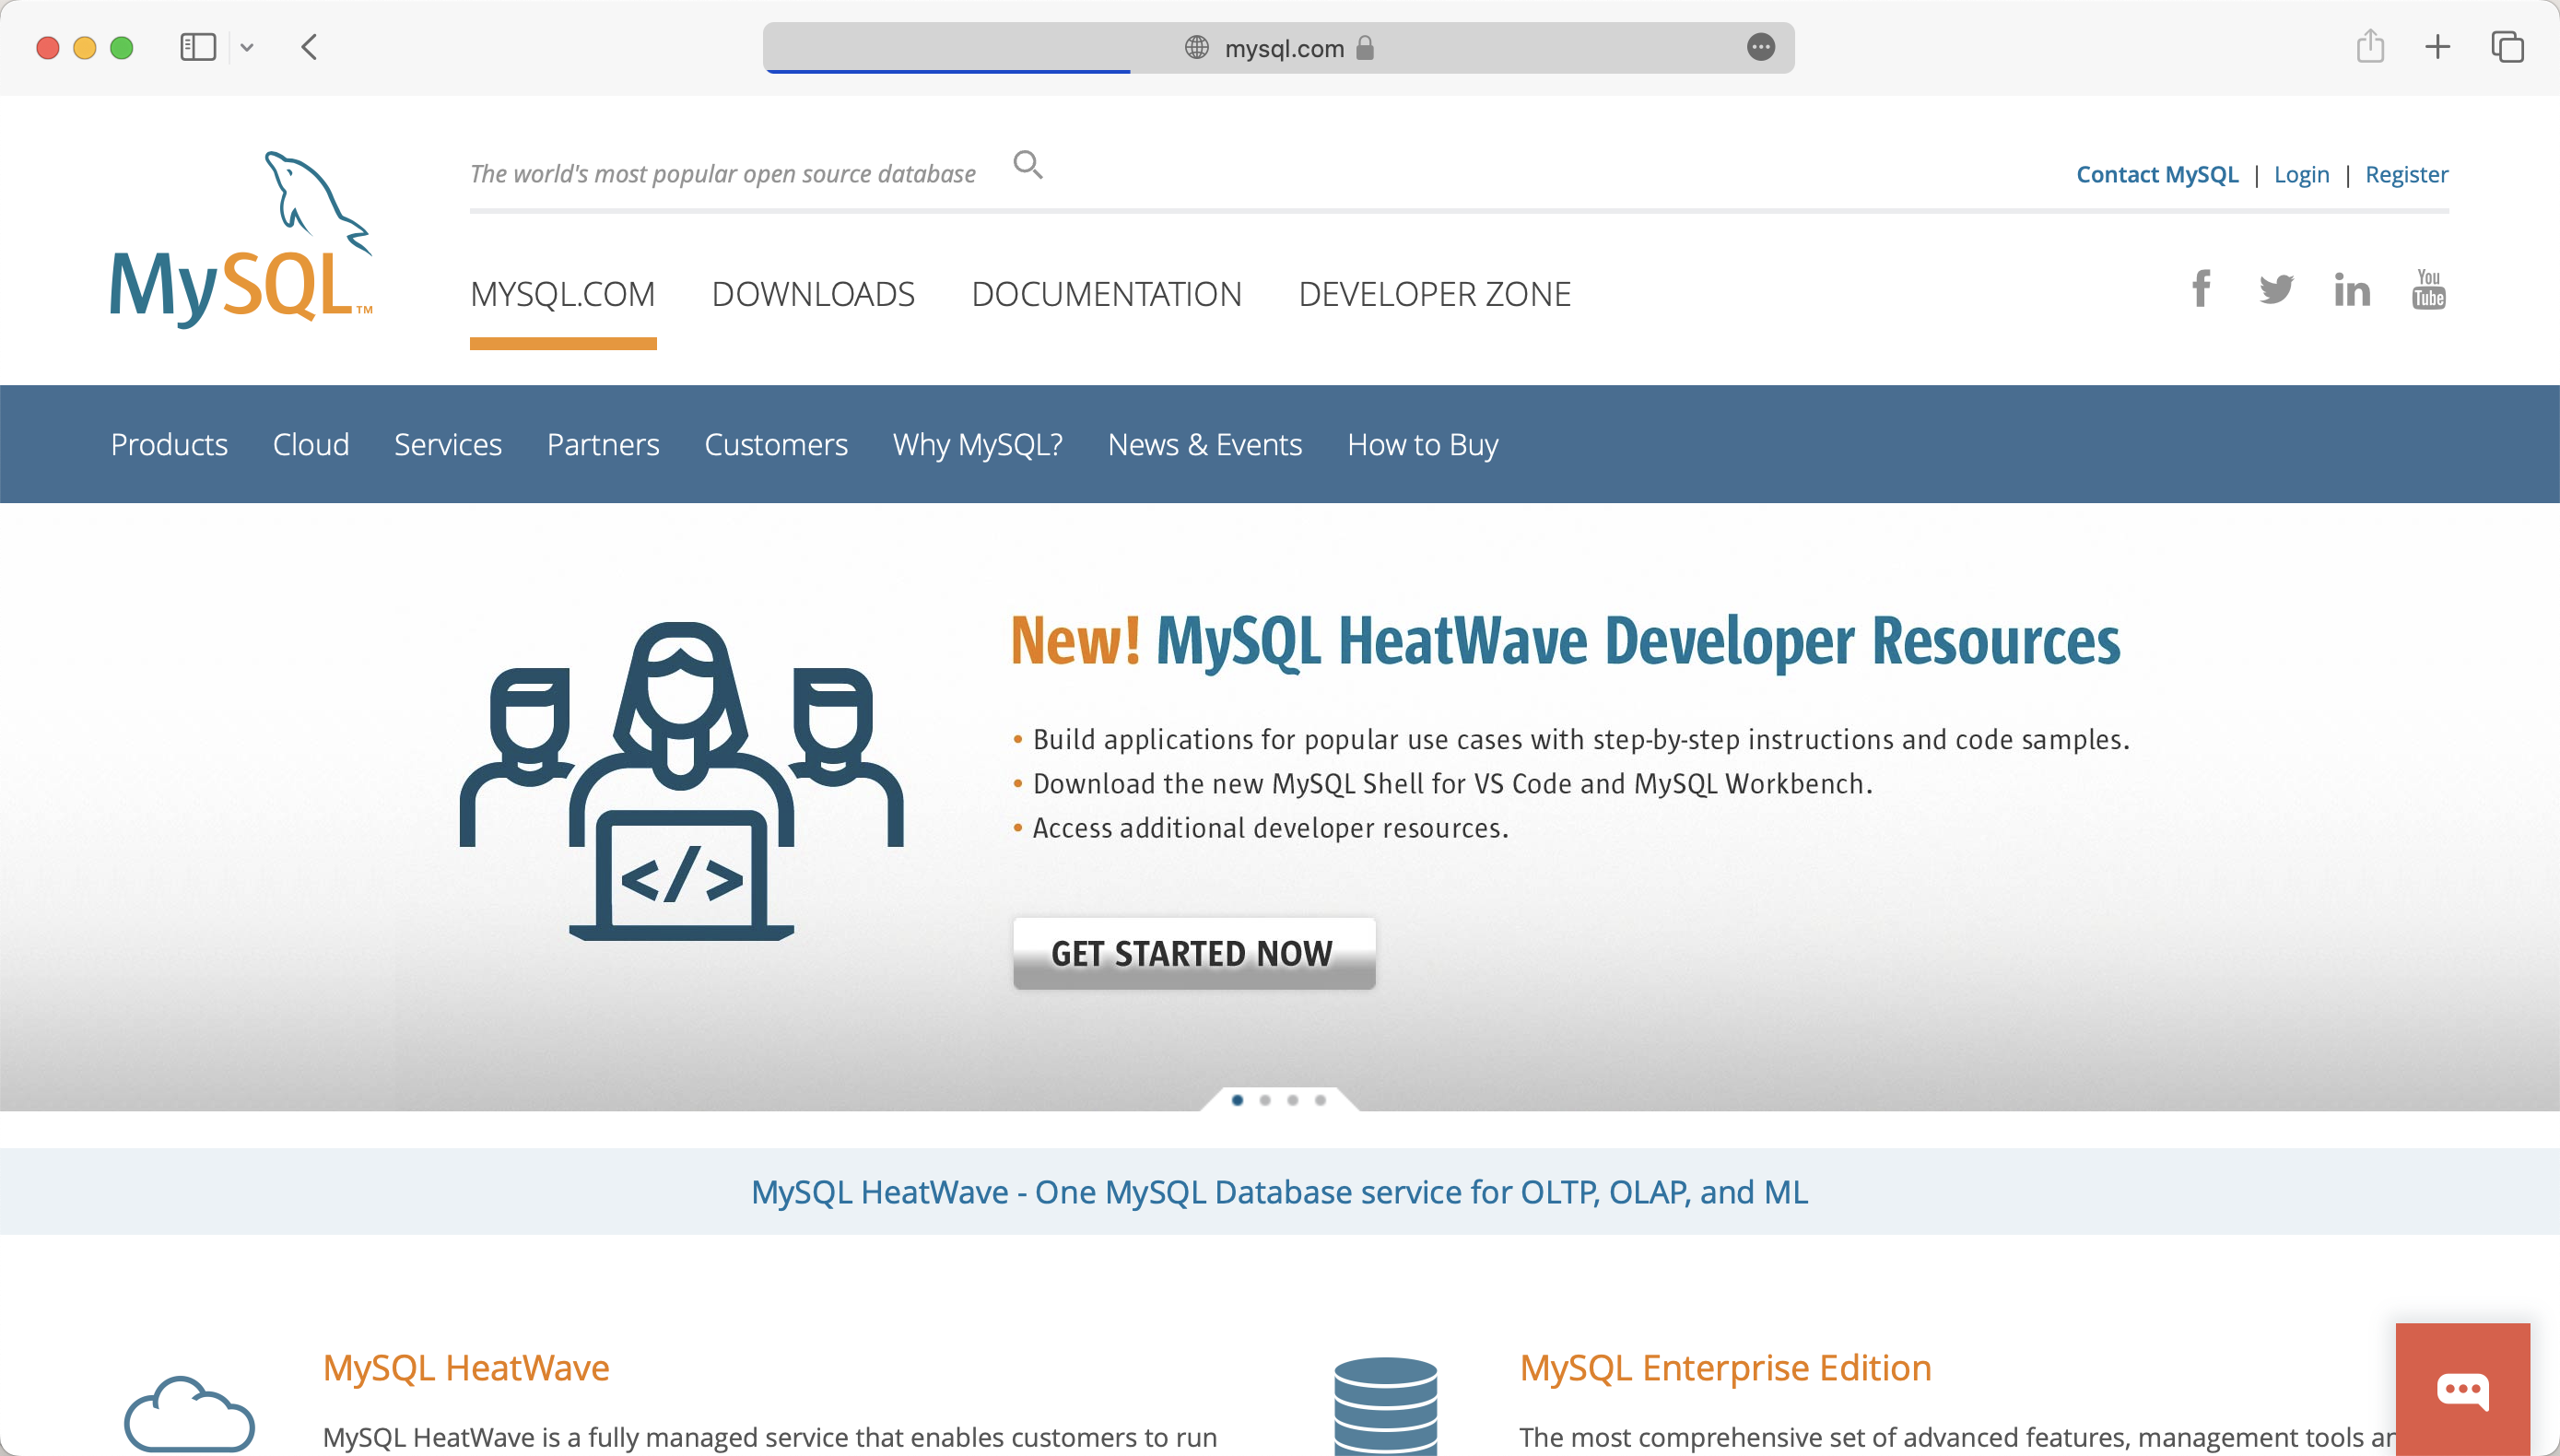 mysql.com
The world's most popular open source database
Contact MySQL | Login | Register
MySQL™
MYSQL.COM DOWNLOADS DOCUMENTATION DEVELOPER ZONE
You Tube
Products Cloud Services Partners Customers Why MySQL? News & Events How to Buy
New! MySQL HeatWave Developer Resources
• Build applications for popular use cases with step-by-step instructions and code samples.
• Download the new MySQL Shell for VS Code and MySQL Workbench.
• Access additional developer resources.
</>
GET STARTED NOW
MySQL HeatWave - One MySQL Database service for OLTP, OLAP, and ML
MySQL HeatWave
MySQL HeatWave is a fully managed service that enables customers to run
MySQL Enterprise Edition
The most comprehensive set of advanced features, management tools